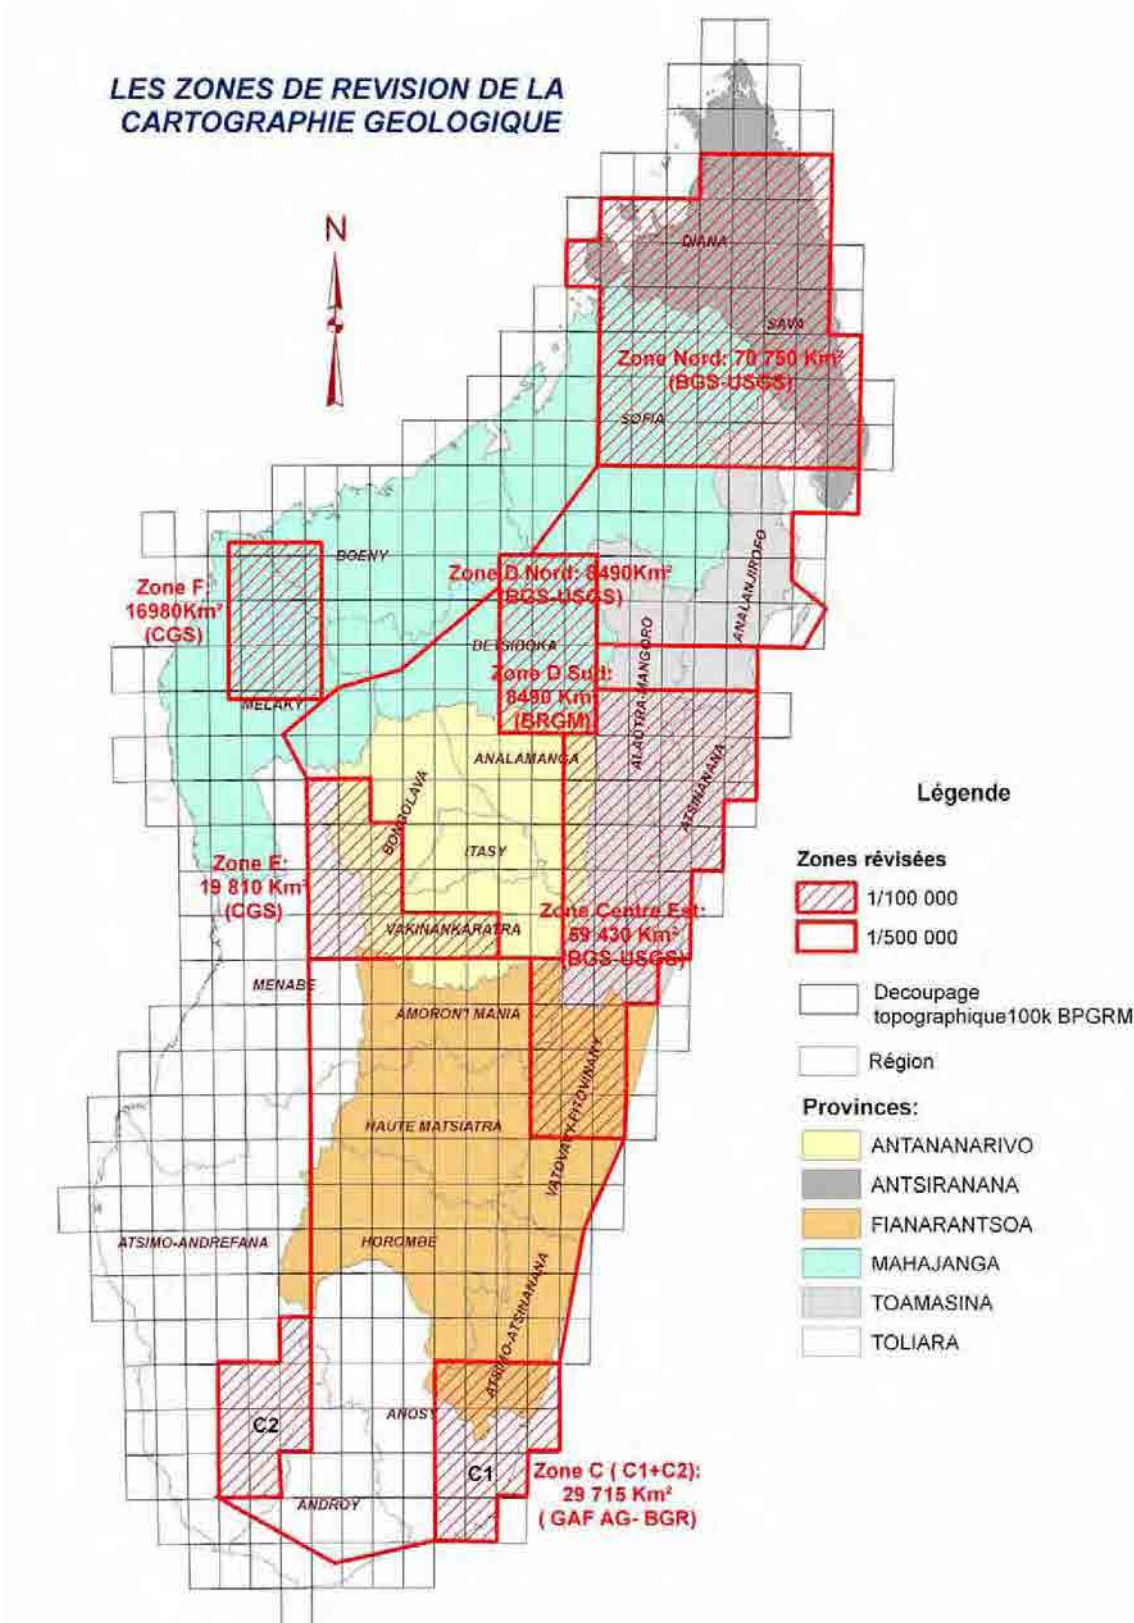 LES ZONES DE REVISION DE LA
CARTOGRAPHIE GEOLOGIQUE
N
DIANA
SAVA
Zone Nord: 70 750 Km²
(BGS-USGS)
SOFIA
BOENY
Zone D Nord: 8490Km²
(BGS-USGS)
Zone F:
16980Km²
(CGS)
ANALANJIROFO
BETSIBOKA
Zone D Sud:
8490 Km²
(BRGM)
ALAOTRA-MANGORO
MELAKY
ANALAMANGA
ATSINANANA
BONGOLAVA
ITASY
Zone E:
19 810 Km²
(CGS)
Zone Centre Est:
59 430 Km²
(BGS-USGS)
VAKINANKARATRA
MENABE
AMORON'I MANIA
HAUTE MATSIATRA
VATOVAVY-FITOVINANY
ATSIMO-ANDREFANA
HOROMBE
ATSIMO-ATSINANANA
ANOSY
C2
C1
Zone C ( C1+C2):
29 715 Km²
( GAF AG- BGR)
ANDROY
Légende
Zones révisées
1/100 000
1/500 000
Decoupage
topographique100k BPGRM
Région
Provinces:
ANTANANARIVO
ANTSIRANANA
FIANARANTSOA
MAHAJANGA
TOAMASINA
TOLIARA